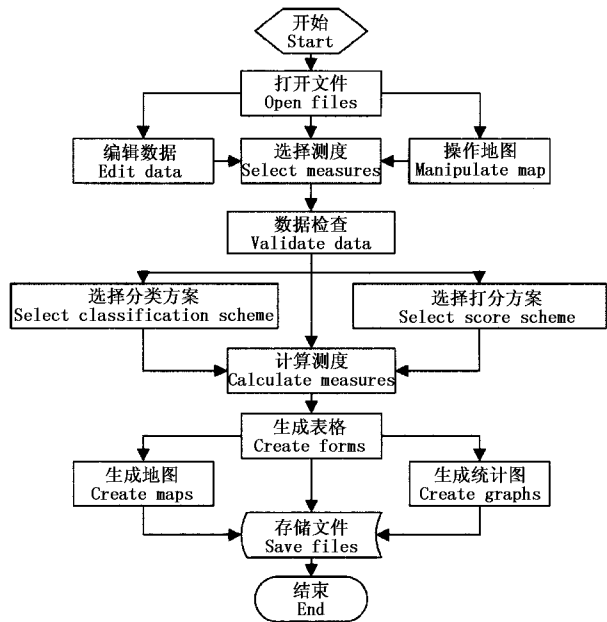 开始
Start
打开文件
Open files
编辑数据
Edit data
选择测度
Select measures
操作地图
Manipulate map
数据检查
Validate data
选择分类方案
Select classification scheme
选择打分方案
Select score scheme
计算测度
Calculate measures
生成表格
Create forms
生成地图
Create maps
生成统计图
Create graphs
存储文件
Save files
结束
End